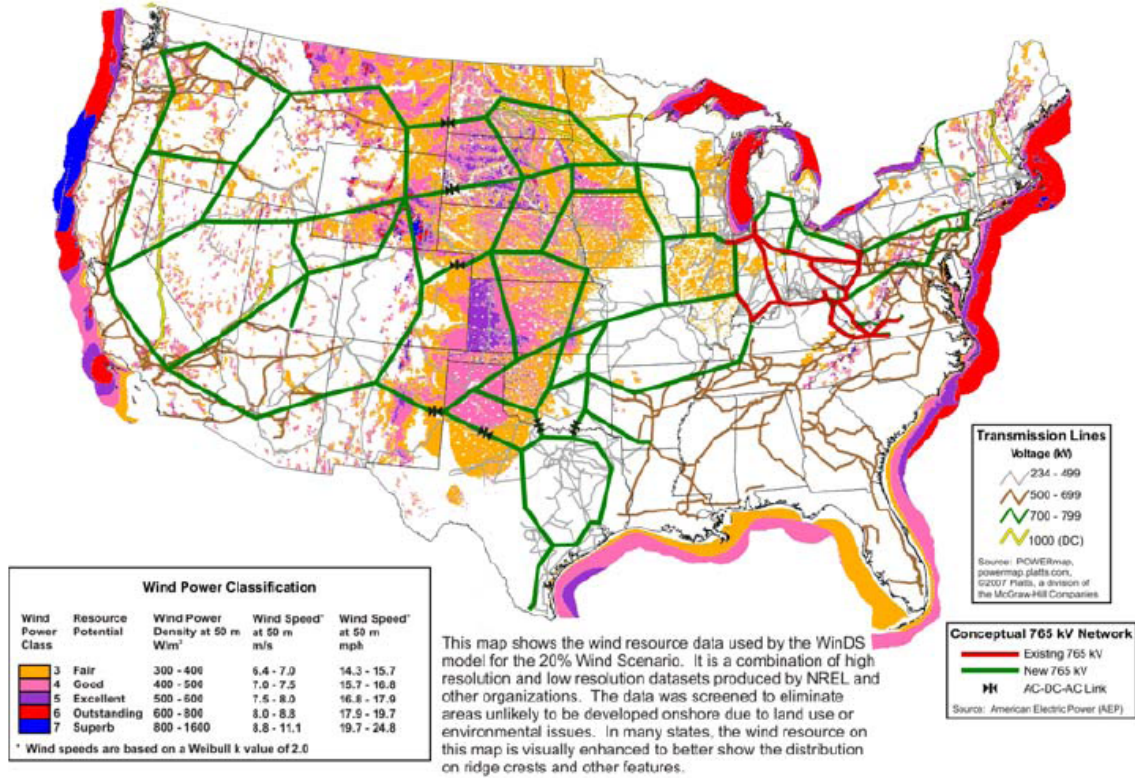 Transmission Lines
Voltage (kV)
234 - 499
500 - 699
700 - 799
1000 (DC)
Source: POWERmap,
powermap.platts.com,
©2007 Platts, a division of
the McGraw-Hill Companies
Wind Power Classification
Wind Power Class Resource Potential Wind Power Density at 50 m W/m² Wind Speed* at 50 m m/s Wind Speed* at 50 m mph
3 Fair 300 - 400 6.4 - 7.0 14.3 - 15.7
4 Good 400 - 500 7.0 - 7.5 15.7 - 16.8
5 Excellent 500 - 600 7.5 - 8.0 16.8 - 17.9
6 Outstanding 600 - 800 8.0 - 8.8 17.9 - 19.7
7 Superb 800 - 1600 8.8 - 11.1 19.7 - 24.8
* Wind speeds are based on a Weibull k value of 2.0
This map shows the wind resource data used by the WinDS
model for the 20% Wind Scenario. It is a combination of high
resolution and low resolution datasets produced by NREL and
other organizations. The data was screened to eliminate
areas unlikely to be developed onshore due to land use or
environmental issues. In many states, the wind resource on
this map is visually enhanced to better show the distribution
on ridge crests and other features.
Conceptual 765 kV Network
Existing 765 kV
New 765 kV
AC-DC-AC Link
Source: American Electric Power (AEP)